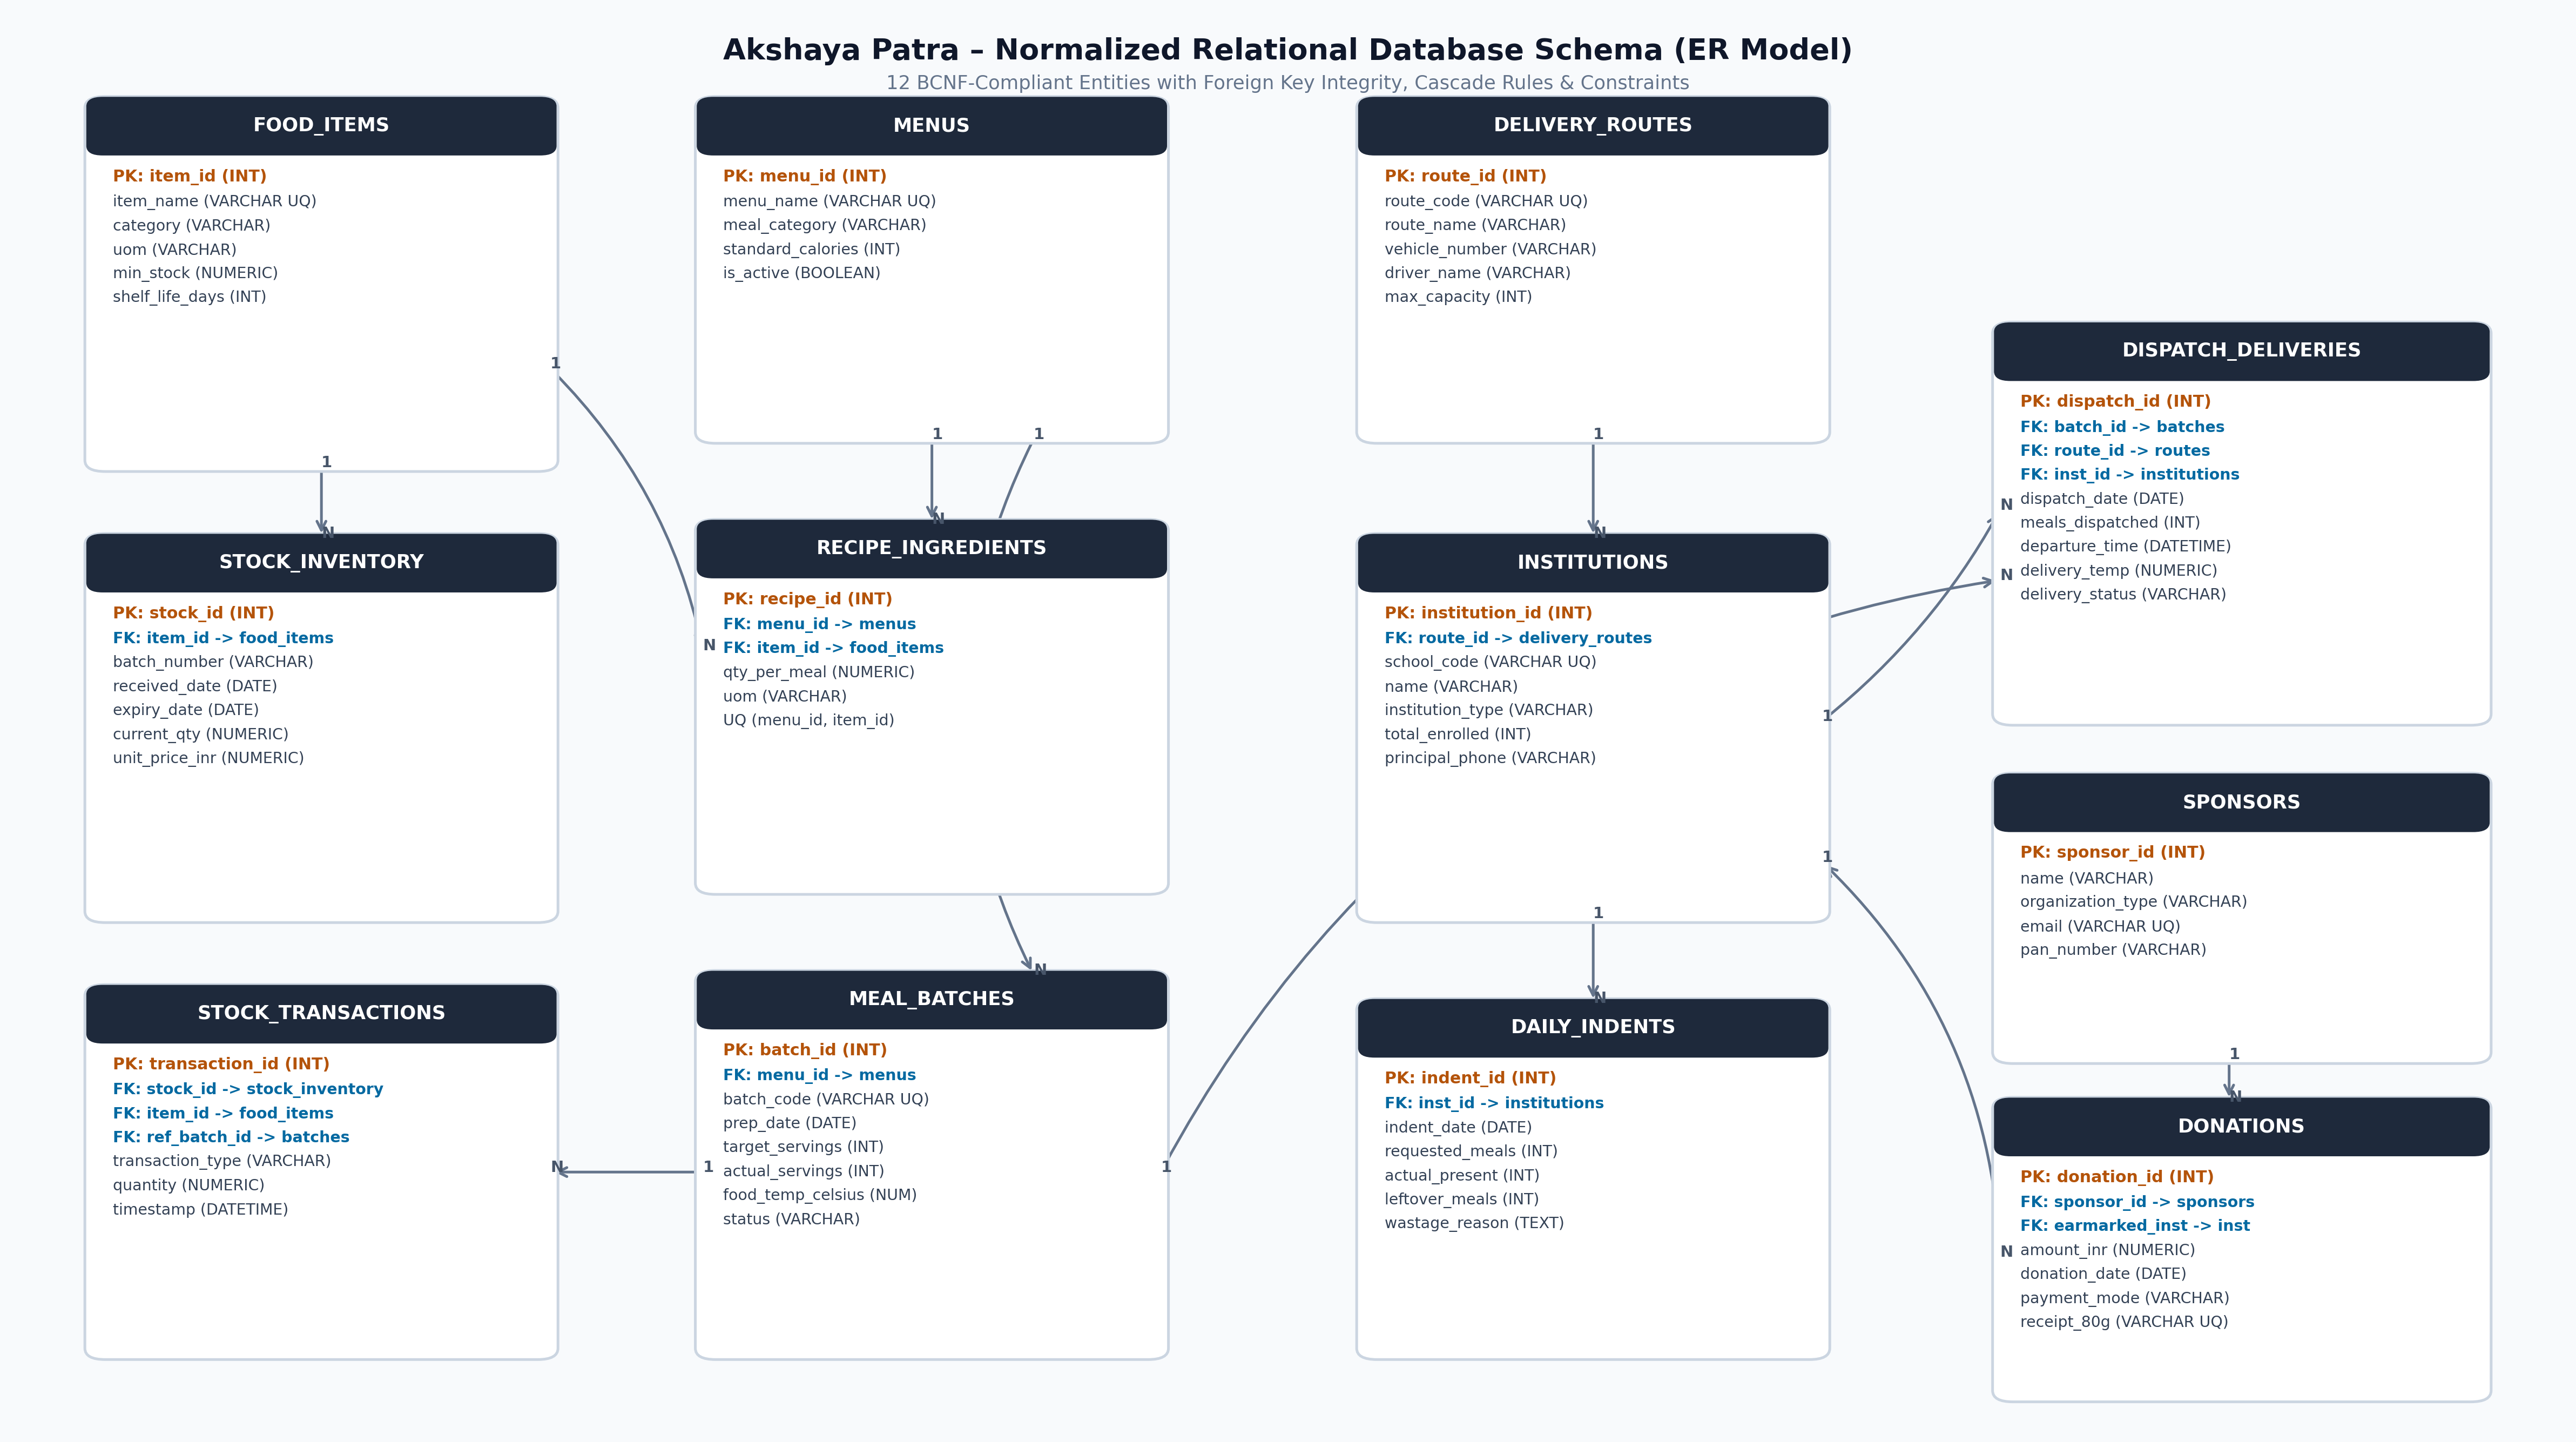 Akshaya Patra – Normalized Relational Database Schema (ER Model)
12 BCNF-Compliant Entities with Foreign Key Integrity, Cascade Rules & Constraints
FOOD_ITEMS
PK: item_id (INT)
item_name (VARCHAR UQ)
category (VARCHAR)
uom (VARCHAR)
min_stock (NUMERIC)
shelf_life_days (INT)
1
1
STOCK_INVENTORY
N
PK: stock_id (INT)
FK: item_id -> food_items
batch_number (VARCHAR)
received_date (DATE)
expiry_date (DATE)
current_qty (NUMERIC)
unit_price_inr (NUMERIC)
STOCK_TRANSACTIONS
PK: transaction_id (INT)
FK: stock_id -> stock_inventory
FK: item_id -> food_items
FK: ref_batch_id -> batches
transaction_type (VARCHAR)
quantity (NUMERIC)
timestamp (DATETIME)
N
MENUS
PK: menu_id (INT)
menu_name (VARCHAR UQ)
meal_category (VARCHAR)
standard_calories (INT)
is_active (BOOLEAN)
1
1
N
RECIPE_INGREDIENTS
PK: recipe_id (INT)
FK: menu_id -> menus
N
FK: item_id -> food_items
qty_per_meal (NUMERIC)
uom (VARCHAR)
UQ (menu_id, item_id)
N
MEAL_BATCHES
PK: batch_id (INT)
FK: menu_id -> menus
batch_code (VARCHAR UQ)
prep_date (DATE)
target_servings (INT)
1
1
actual_servings (INT)
food_temp_celsius (NUM)
status (VARCHAR)
DELIVERY_ROUTES
PK: route_id (INT)
route_code (VARCHAR UQ)
route_name (VARCHAR)
vehicle_number (VARCHAR)
driver_name (VARCHAR)
max_capacity (INT)
1
N
INSTITUTIONS
PK: institution_id (INT)
FK: route_id -> delivery_routes
school_code (VARCHAR UQ)
name (VARCHAR)
institution_type (VARCHAR)
1
total_enrolled (INT)
principal_phone (VARCHAR)
1
1
N
DAILY_INDENTS
PK: indent_id (INT)
FK: inst_id -> institutions
indent_date (DATE)
requested_meals (INT)
actual_present (INT)
leftover_meals (INT)
wastage_reason (TEXT)
DISPATCH_DELIVERIES
PK: dispatch_id (INT)
FK: batch_id -> batches
FK: route_id -> routes
FK: inst_id -> institutions
dispatch_date (DATE)
N
meals_dispatched (INT)
departure_time (DATETIME)
delivery_temp (NUMERIC)
N
delivery_status (VARCHAR)
SPONSORS
PK: sponsor_id (INT)
name (VARCHAR)
organization_type (VARCHAR)
email (VARCHAR UQ)
pan_number (VARCHAR)
1
N
DONATIONS
PK: donation_id (INT)
FK: sponsor_id -> sponsors
FK: earmarked_inst -> inst
N
amount_inr (NUMERIC)
donation_date (DATE)
payment_mode (VARCHAR)
receipt_80g (VARCHAR UQ)